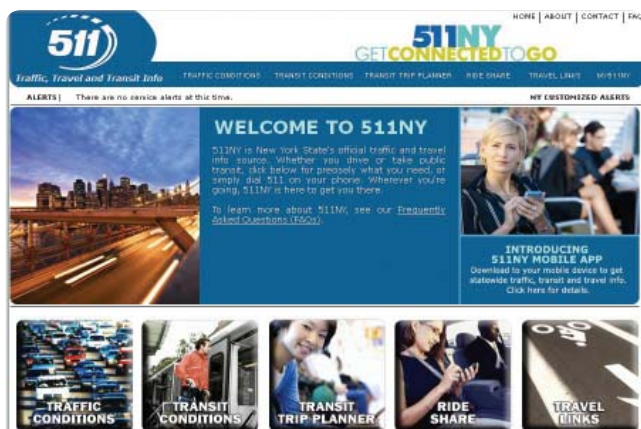 HOME | ABOUT | CONTACT | FAQ
511
511NY
GETCONNECTEDTOGO
Traffic, Travel and Transit Info
TRAFFIC CONDITIONS TRANSIT CONDITIONS TRANSIT TRIP PLANNER RIDE SHARE TRAVEL LINKS MY511NY
ALERTS | There are no service alerts at this time. MY CUSTOMIZED ALERTS
WELCOME TO 511NY
511NY is New York State's official traffic and travel
info source. Whether you drive or take public
transit, click below for precisely what you need, or
simply dial 511 on your phone. Wherever you're
going, 511NY is here to get you there.
To learn more about 511NY, see our Frequently
Asked Questions (FAQs).
INTRODUCING
511NY MOBILE APP
Download to your mobile device to get
statewide traffic, transit and travel info.
Click here for details.
TRAFFIC
CONDITIONS
TRANSIT
CONDITIONS
TRANSIT
TRIP PLANNER
RIDE
SHARE
TRAVEL
LINKS